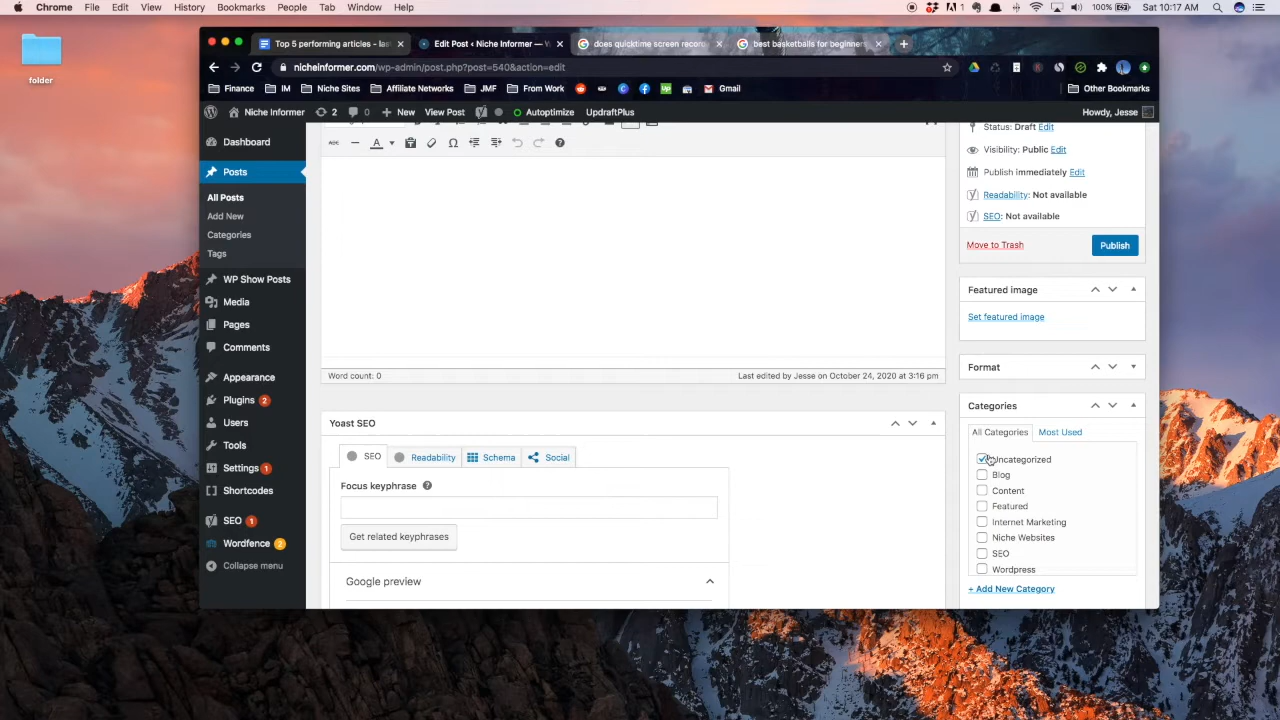 Chrome File Edit View History Bookmarks People Tab Window Help
1 100% Sat 10:17 AM
folder
Top 5 performing articles - las
Edit Post ‹ Niche Informer — W
does quicktime screen record
best basketballs for beginners
nicheinformer.com/wp-admin/post.php?post=540&action=edit
Finance IM Niche Sites Affiliate Networks JMF From Work Gmail Other Bookmarks
Niche Informer 2 0 New View Post Autoptimize UpdraftPlus Howdy, Jesse
Dashboard
Posts
All Posts
Add New
Categories
Tags
WP Show Posts
Media
Pages
Comments
Appearance
Plugins 2
Users
Tools
Settings 1
Shortcodes
SEO 1
Wordfence 2
Collapse menu
ABC A
Word count: 0 Last edited by Jesse on October 24, 2020 at 3:16 pm
Yoast SEO
SEO Readability Schema Social
Focus keyphrase
Get related keyphrases
Google preview
Status: Draft Edit
Visibility: Public Edit
Publish immediately Edit
Readability: Not available
SEO: Not available
Move to Trash Publish
Featured image
Set featured image
Format
Categories
All Categories Most Used
Uncategorized
Blog
Content
Featured
Internet Marketing
Niche Websites
SEO
Wordpress
+ Add New Category